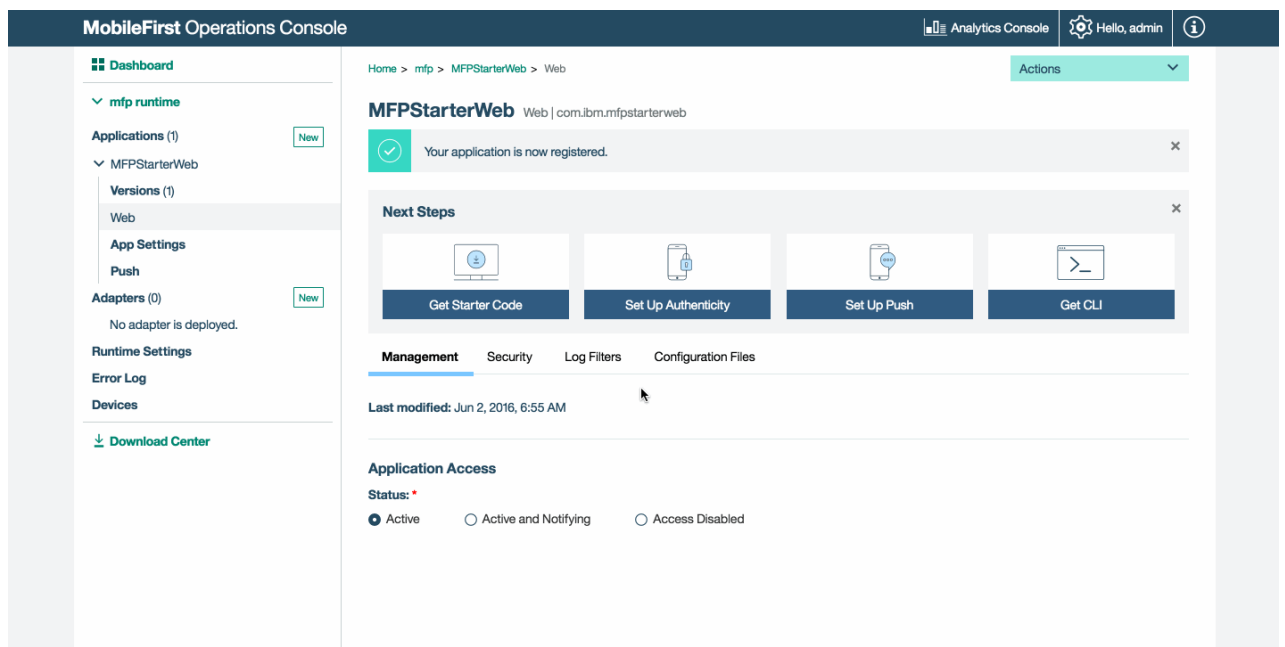 MobileFirst Operations Console
Analytics Console
Hello, admin
Dashboard
mfp runtime
Applications (1)
New
MFPStarterWeb
Versions (1)
Web
App Settings
Push
Adapters (0)
New
No adapter is deployed.
Runtime Settings
Error Log
Devices
Download Center
Home > mfp > MFPStarterWeb > Web
Actions
MFPStarterWeb Web | com.ibm.mfpstarterweb
Your application is now registered.
Next Steps
Get Starter Code
Set Up Authenticity
Set Up Push
Get CLI
Management Security Log Filters Configuration Files
Last modified: Jun 2, 2016, 6:55 AM
Application Access
Status: *
Active Active and Notifying Access Disabled